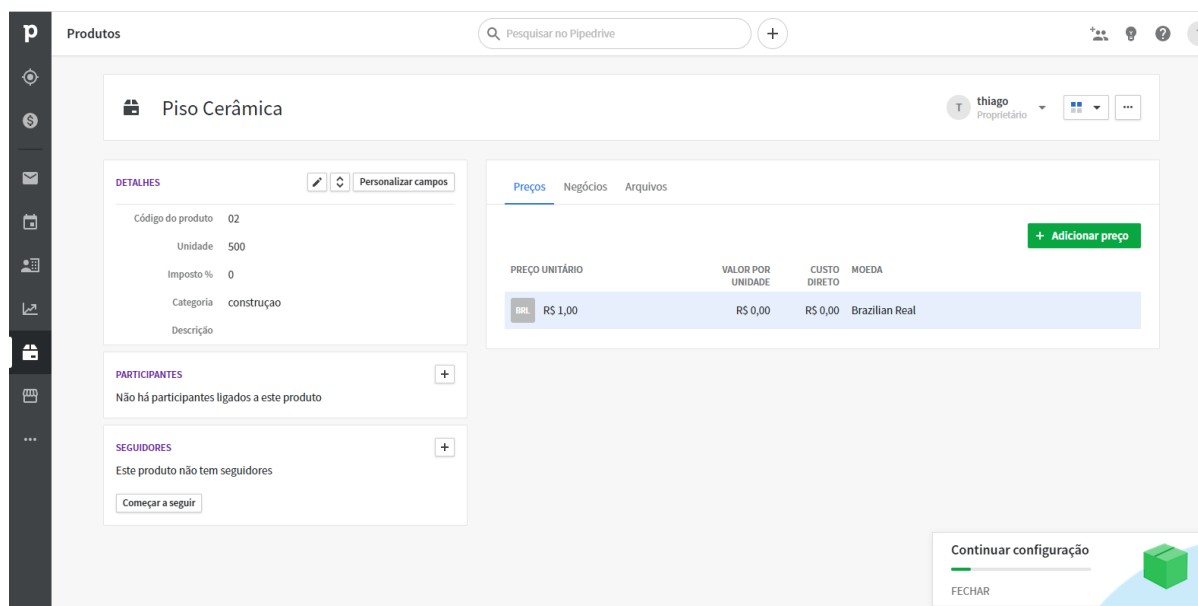 p
Produtos
Pesquisar no Pipedrive
Piso Cerâmica
T
thiago
Proprietário
DETALHES
Personalizar campos
Código do produto 02
Unidade 500
Imposto % 0
Categoria construçao
Descrição
PARTICIPANTES
Não há participantes ligados a este produto
SEGUIDORES
Este produto não tem seguidores
Começar a seguir
Preços Negócios Arquivos
+ Adicionar preço
PREÇO UNITÁRIO VALOR POR UNIDADE CUSTO DIRETO MOEDA
BRL R$ 1,00 R$ 0,00 R$ 0,00 Brazilian Real
Continuar configuração
FECHAR